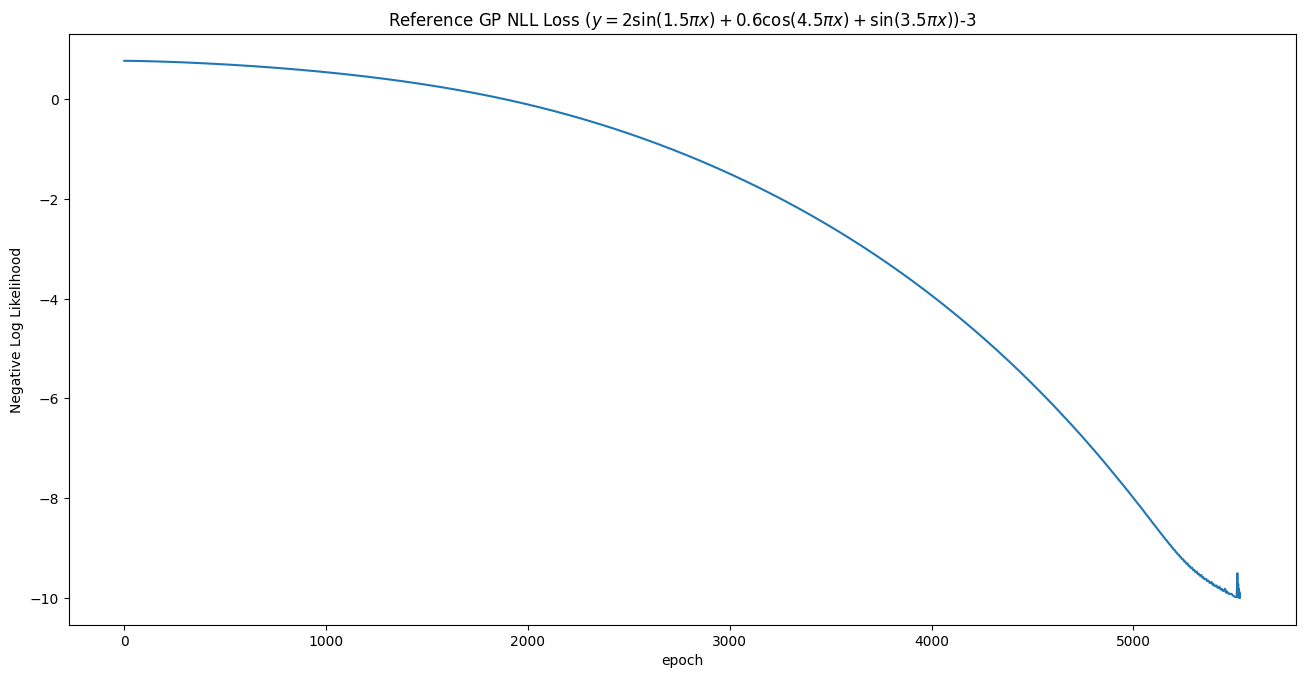 Reference GP NLL Loss (y = 2sin(1.5πx) + 0.6cos(4.5πx) + sin(3.5πx))-3
Negative Log Likelihood
0
−2
−4
−6
−8
−10
0 1000 2000 3000 4000 5000
epoch